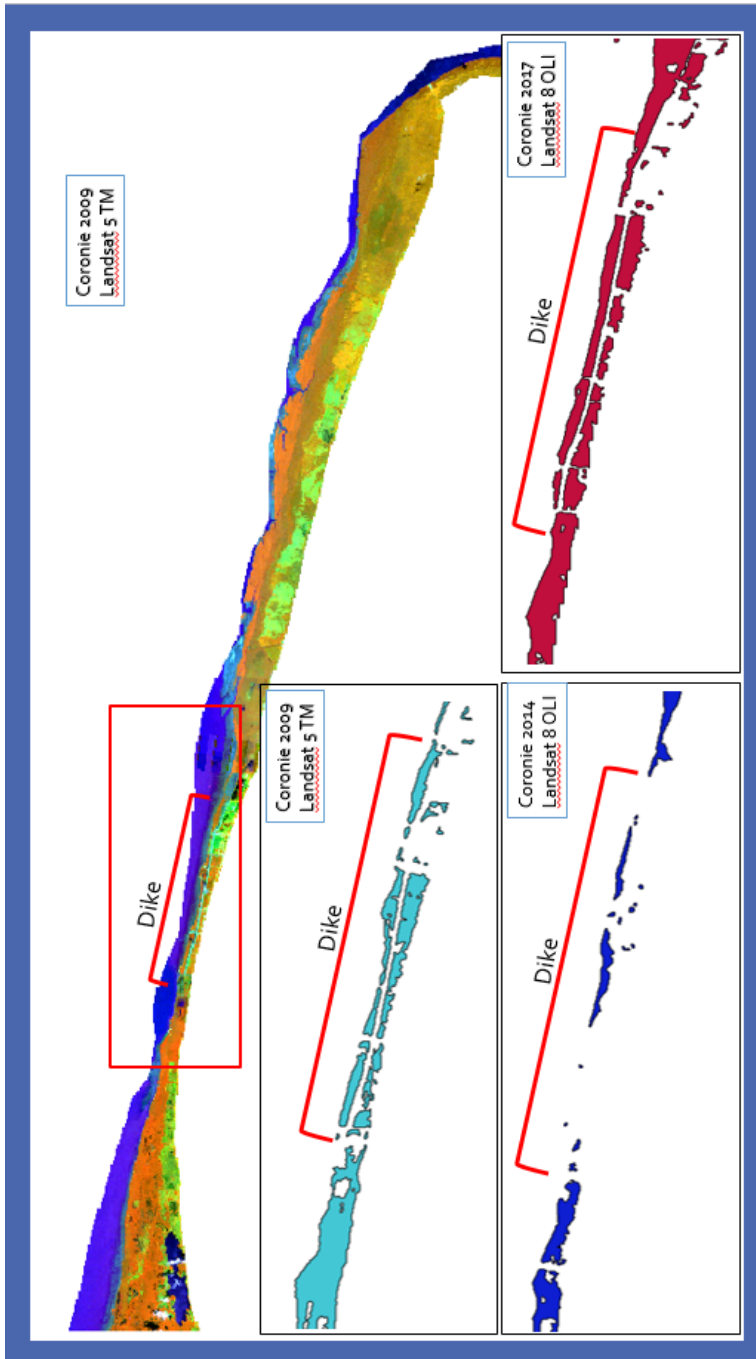 Coronie 2009
Landsat 5 TM
Dike
Coronie 2009
Landsat 5 TM
Dike
Coronie 2014
Landsat 8 OLI
Dike
Coronie 2017
Landsat 8 OLI
Dike